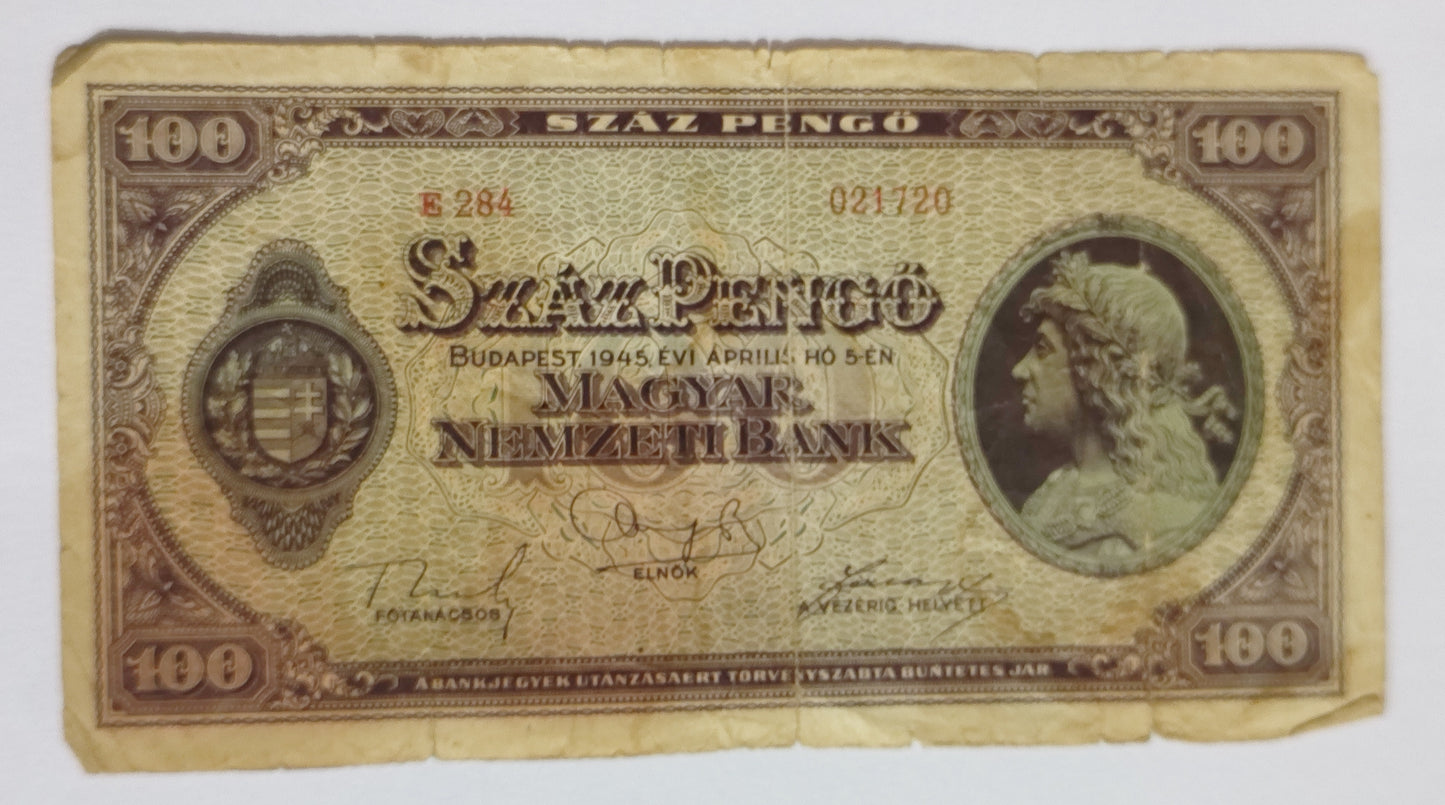 100 SZÁZ PENGŐ 100
E 284 021720
SZÁZ PENGŐ
BUDAPEST 1945. ÉVI ÁPRILIS HÓ 5-ÉN
MAGYAR
NEMZETI BANK
ELNÖK
FŐTANÁCSOS A VEZÉRIG. HELYETT
100 100
A BANKJEGYEK UTÁNZÁSAÉRT TÖRVÉNYSZABTA BÜNTETÉS JÁR